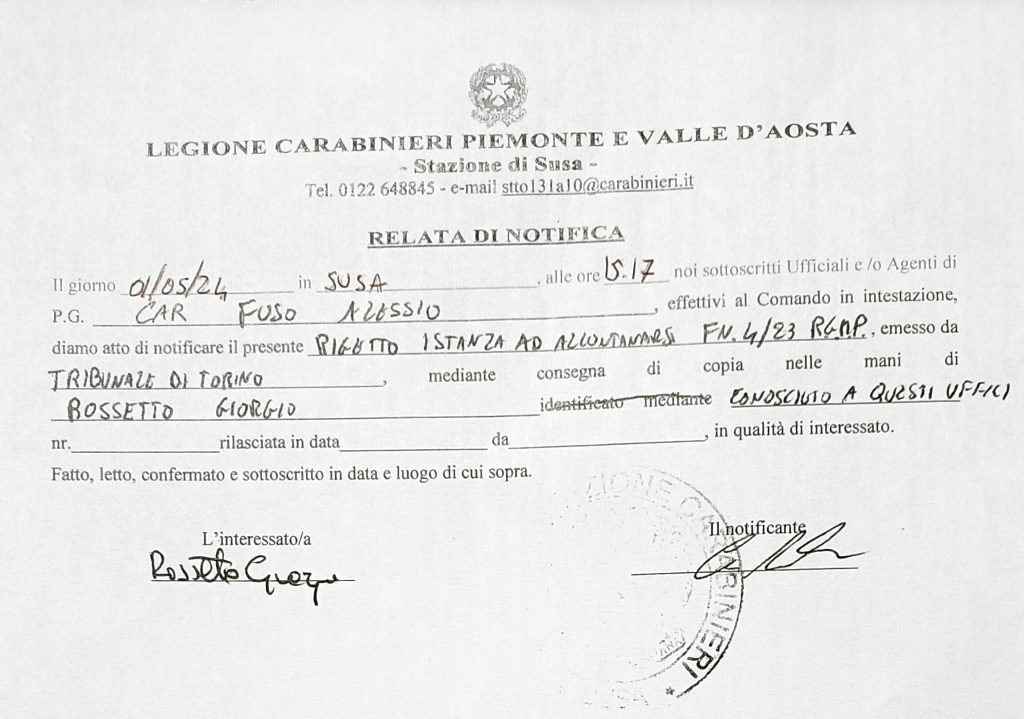 LEGIONE CARABINIERI PIEMONTE E VALLE D'AOSTA
- Stazione di Susa -
Tel. 0122 648845 - e-mail stto131a10@carabinieri.it
RELATA DI NOTIFICA
Il giorno 01/05/24 in SUSA, alle ore 15.17 noi sottoscritti Ufficiali e /o Agenti di
P.G. CAR FUSO ALESSIO, effettivi al Comando in intestazione,
diamo atto di notificare il presente RIGETTO ISTANZA AD ALLONTANARSI FN. 4/23 RGMP., emesso da
TRIBUNALE DI TORINO, mediante consegna di copia nelle mani di
ROSSETTO GIORGIO identificato mediante CONOSCIUTO A QUESTI UFFICI
nr. rilasciata in data da, in qualità di interessato.
Fatto, letto, confermato e sottoscritto in data e luogo di cui sopra.
L'interessato/a
Il notificante
Rossetto Giorgio
CARABINIERI